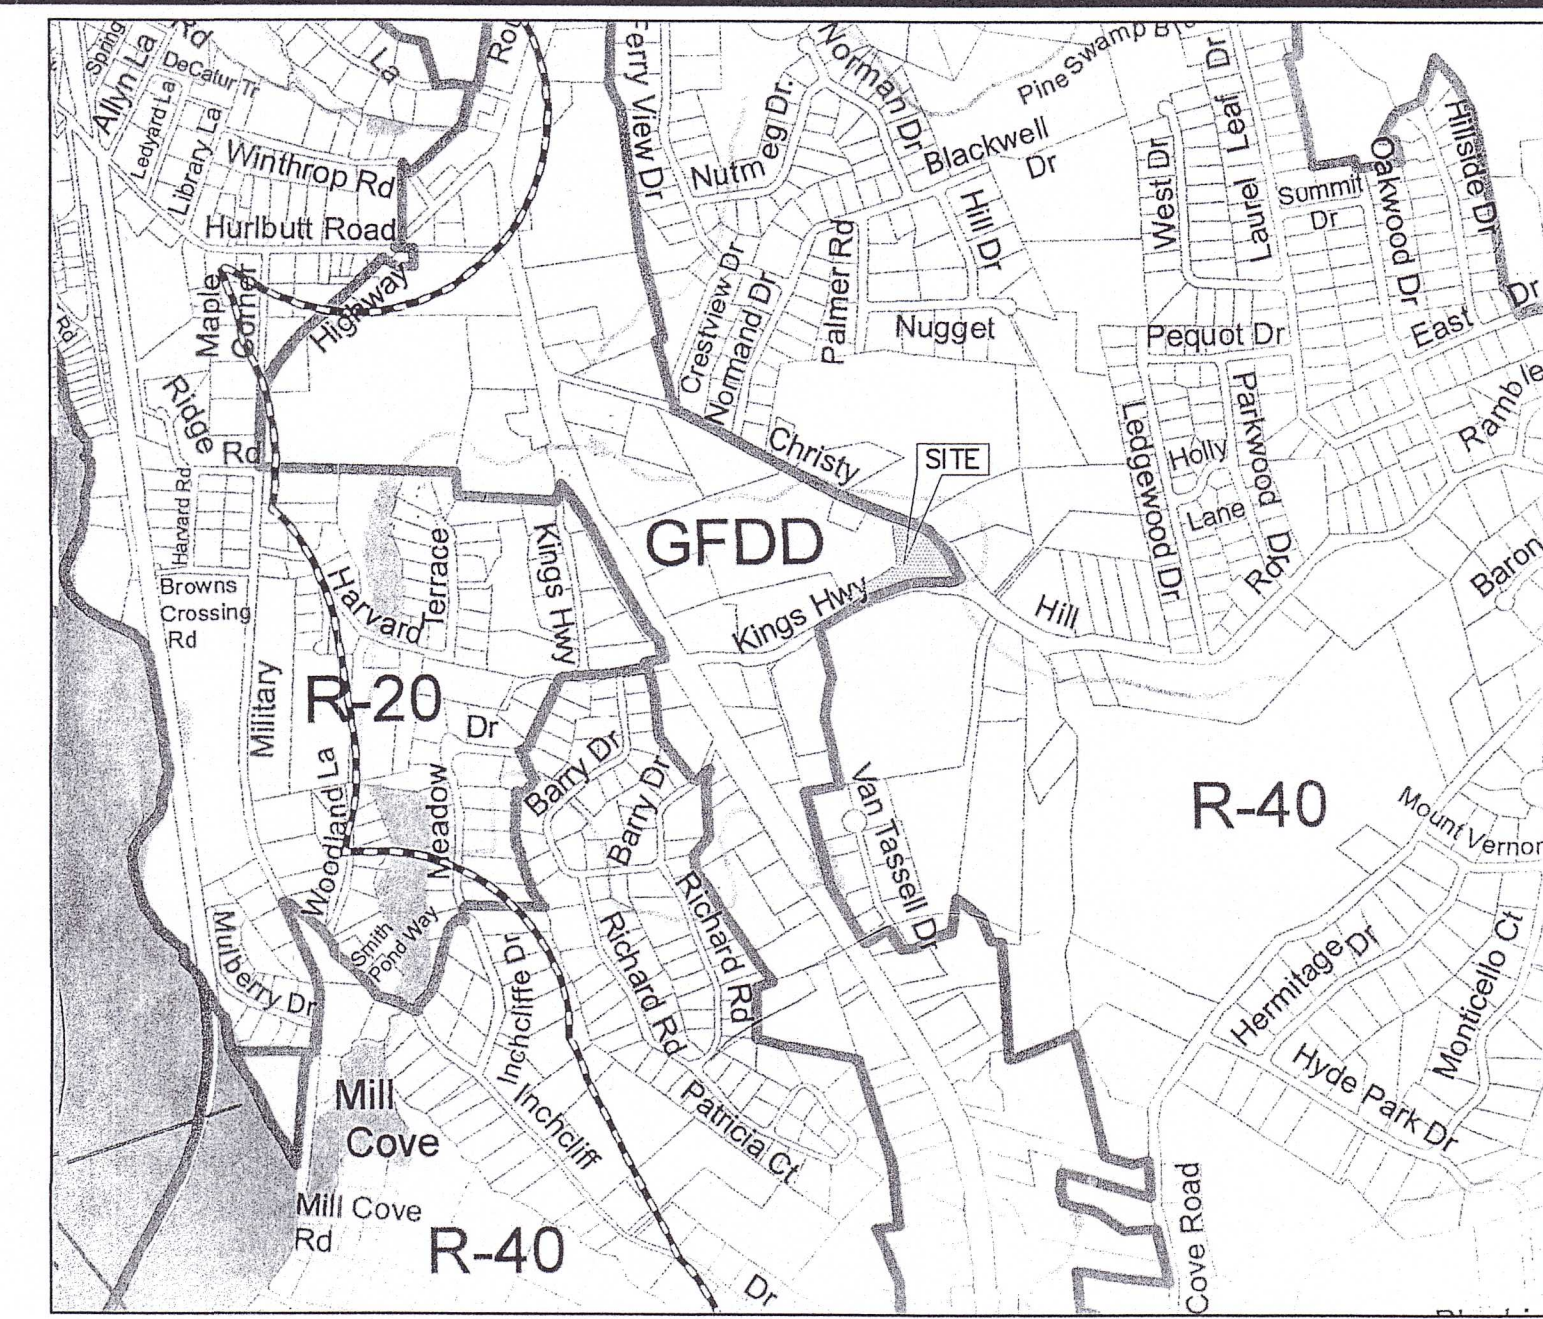 Spring
Allyn La
Rd
DeCatur Tr
Ledyard La
Library La
La
Rou
Ferry View Dr
Norman Dr
Nutmeg Dr.
Pine Swamp
Blackwell
Dr
Hill Dr
West Dr
Laurel Leaf Dr
Summit
Dr
Oakwood Dr
Hillside Dr
Winthrop Rd
Hurlbutt Road
Maple
Corner
Highway
Rd
Crestview Dr
Normand Dr
Palmer Rd
Nugget
Pequot Dr
East
Dr
Ridge
Rd
Christy
SITE
Ledgewood Dr
Holly
Lane
Parkwood Dr
Ramble
Harvard Rd
Browns
Crossing
Rd
Harvard
Terrace
Kings Hwy
GFDD
Kings Hwy
Hill
Roy
Baron
Military
R-20
Dr
Woodland La
Meadow
Barry Dr
Barry Dr
Van Tassell Dr
R-40
Mount Vernon
Mulberry Dr
Smith
Pond Way
Inchcliffe Dr
Richard Rd
Richard Rd
Hermitage Dr
Monticello Ct
Mill
Cove
Inchcliff
Patricia Ct
Hyde Park Dr
Mill Cove
Rd
R-40
Dr
Cove Road